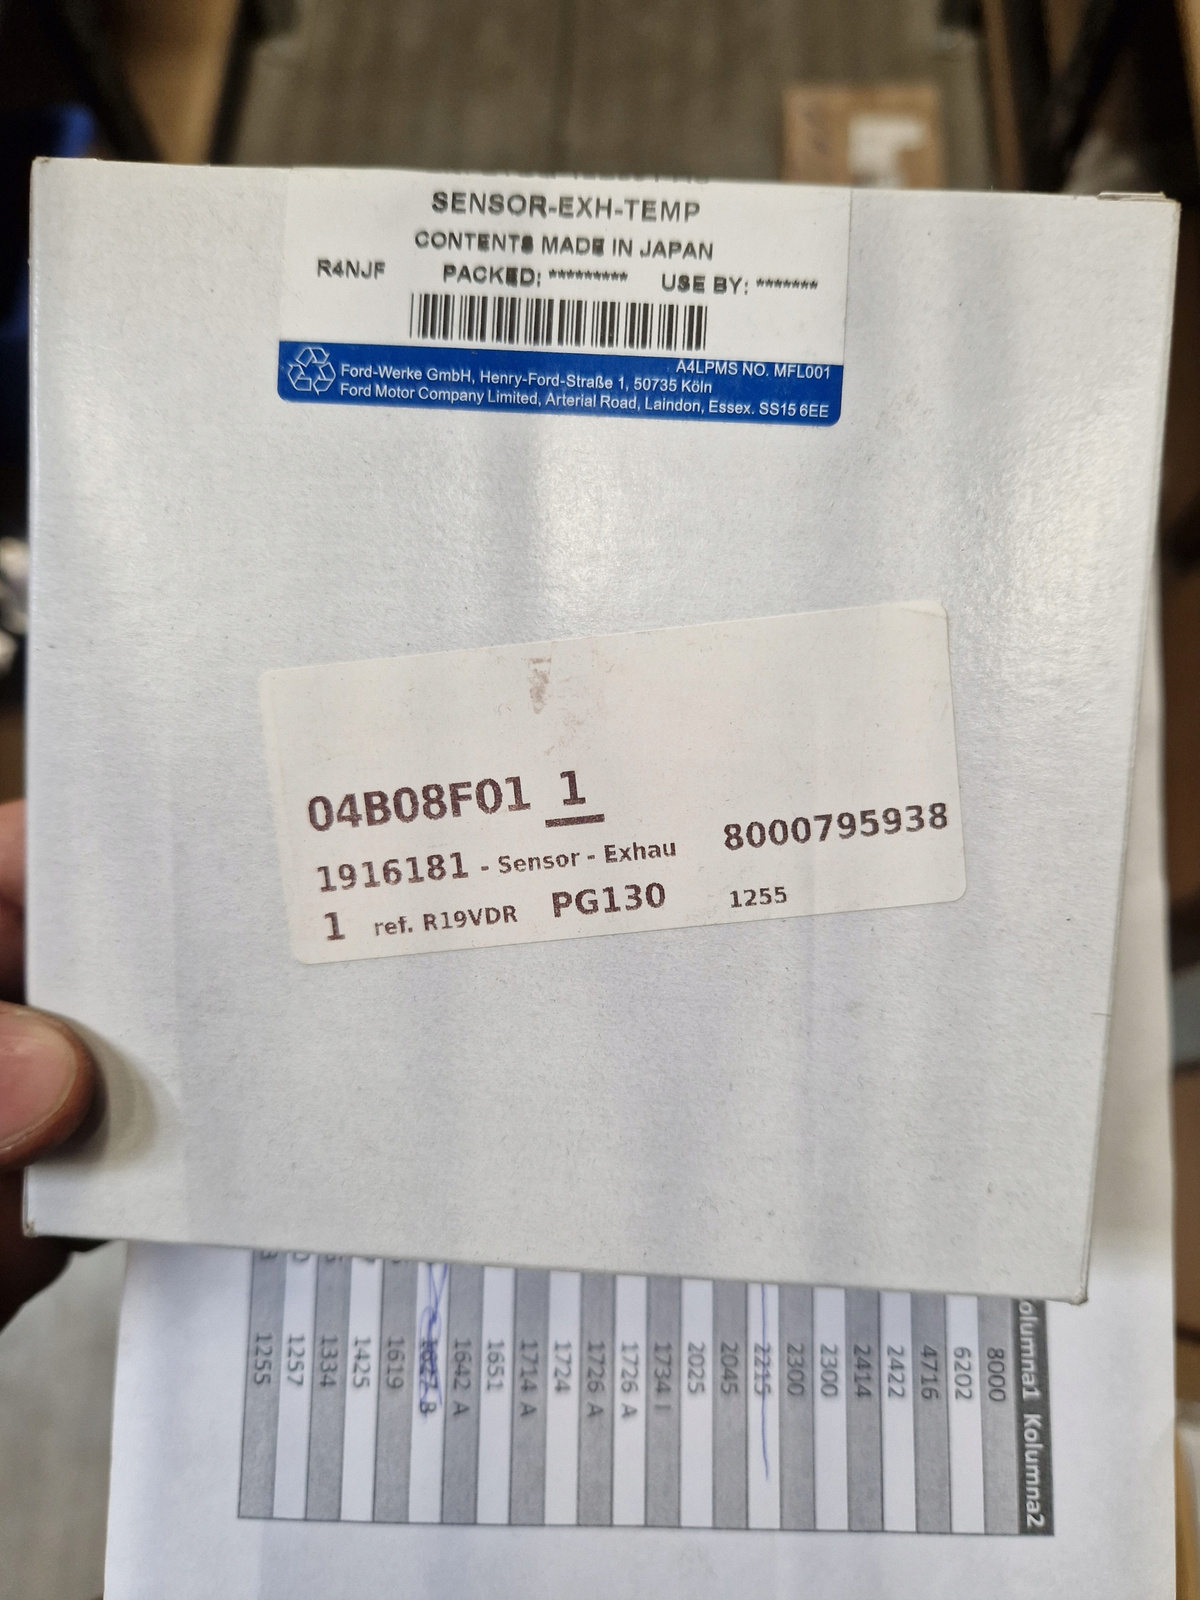 SENSOR-EXH-TEMP
CONTENTS MADE IN JAPAN
R4NJF PACKED: ********* USE BY: *******
A4LPMS NO. MFL001
Ford-Werke GmbH, Henry-Ford-Straße 1, 50735 Köln
Ford Motor Company Limited, Arterial Road, Laindon, Essex. SS15 6EE
04B08F01 1
1916181 - Sensor - Exhau 8000795938
1 ref. R19VDR PG130 1255
olumna1 Kolumna2
8000
6202
4716
2422
2414
2300
2300
2215
2045
2025
1734 I
1726 A
1726 A
1724
1714 A
1651
1642 A
1627 B
1619
1425
1334
1257
1255